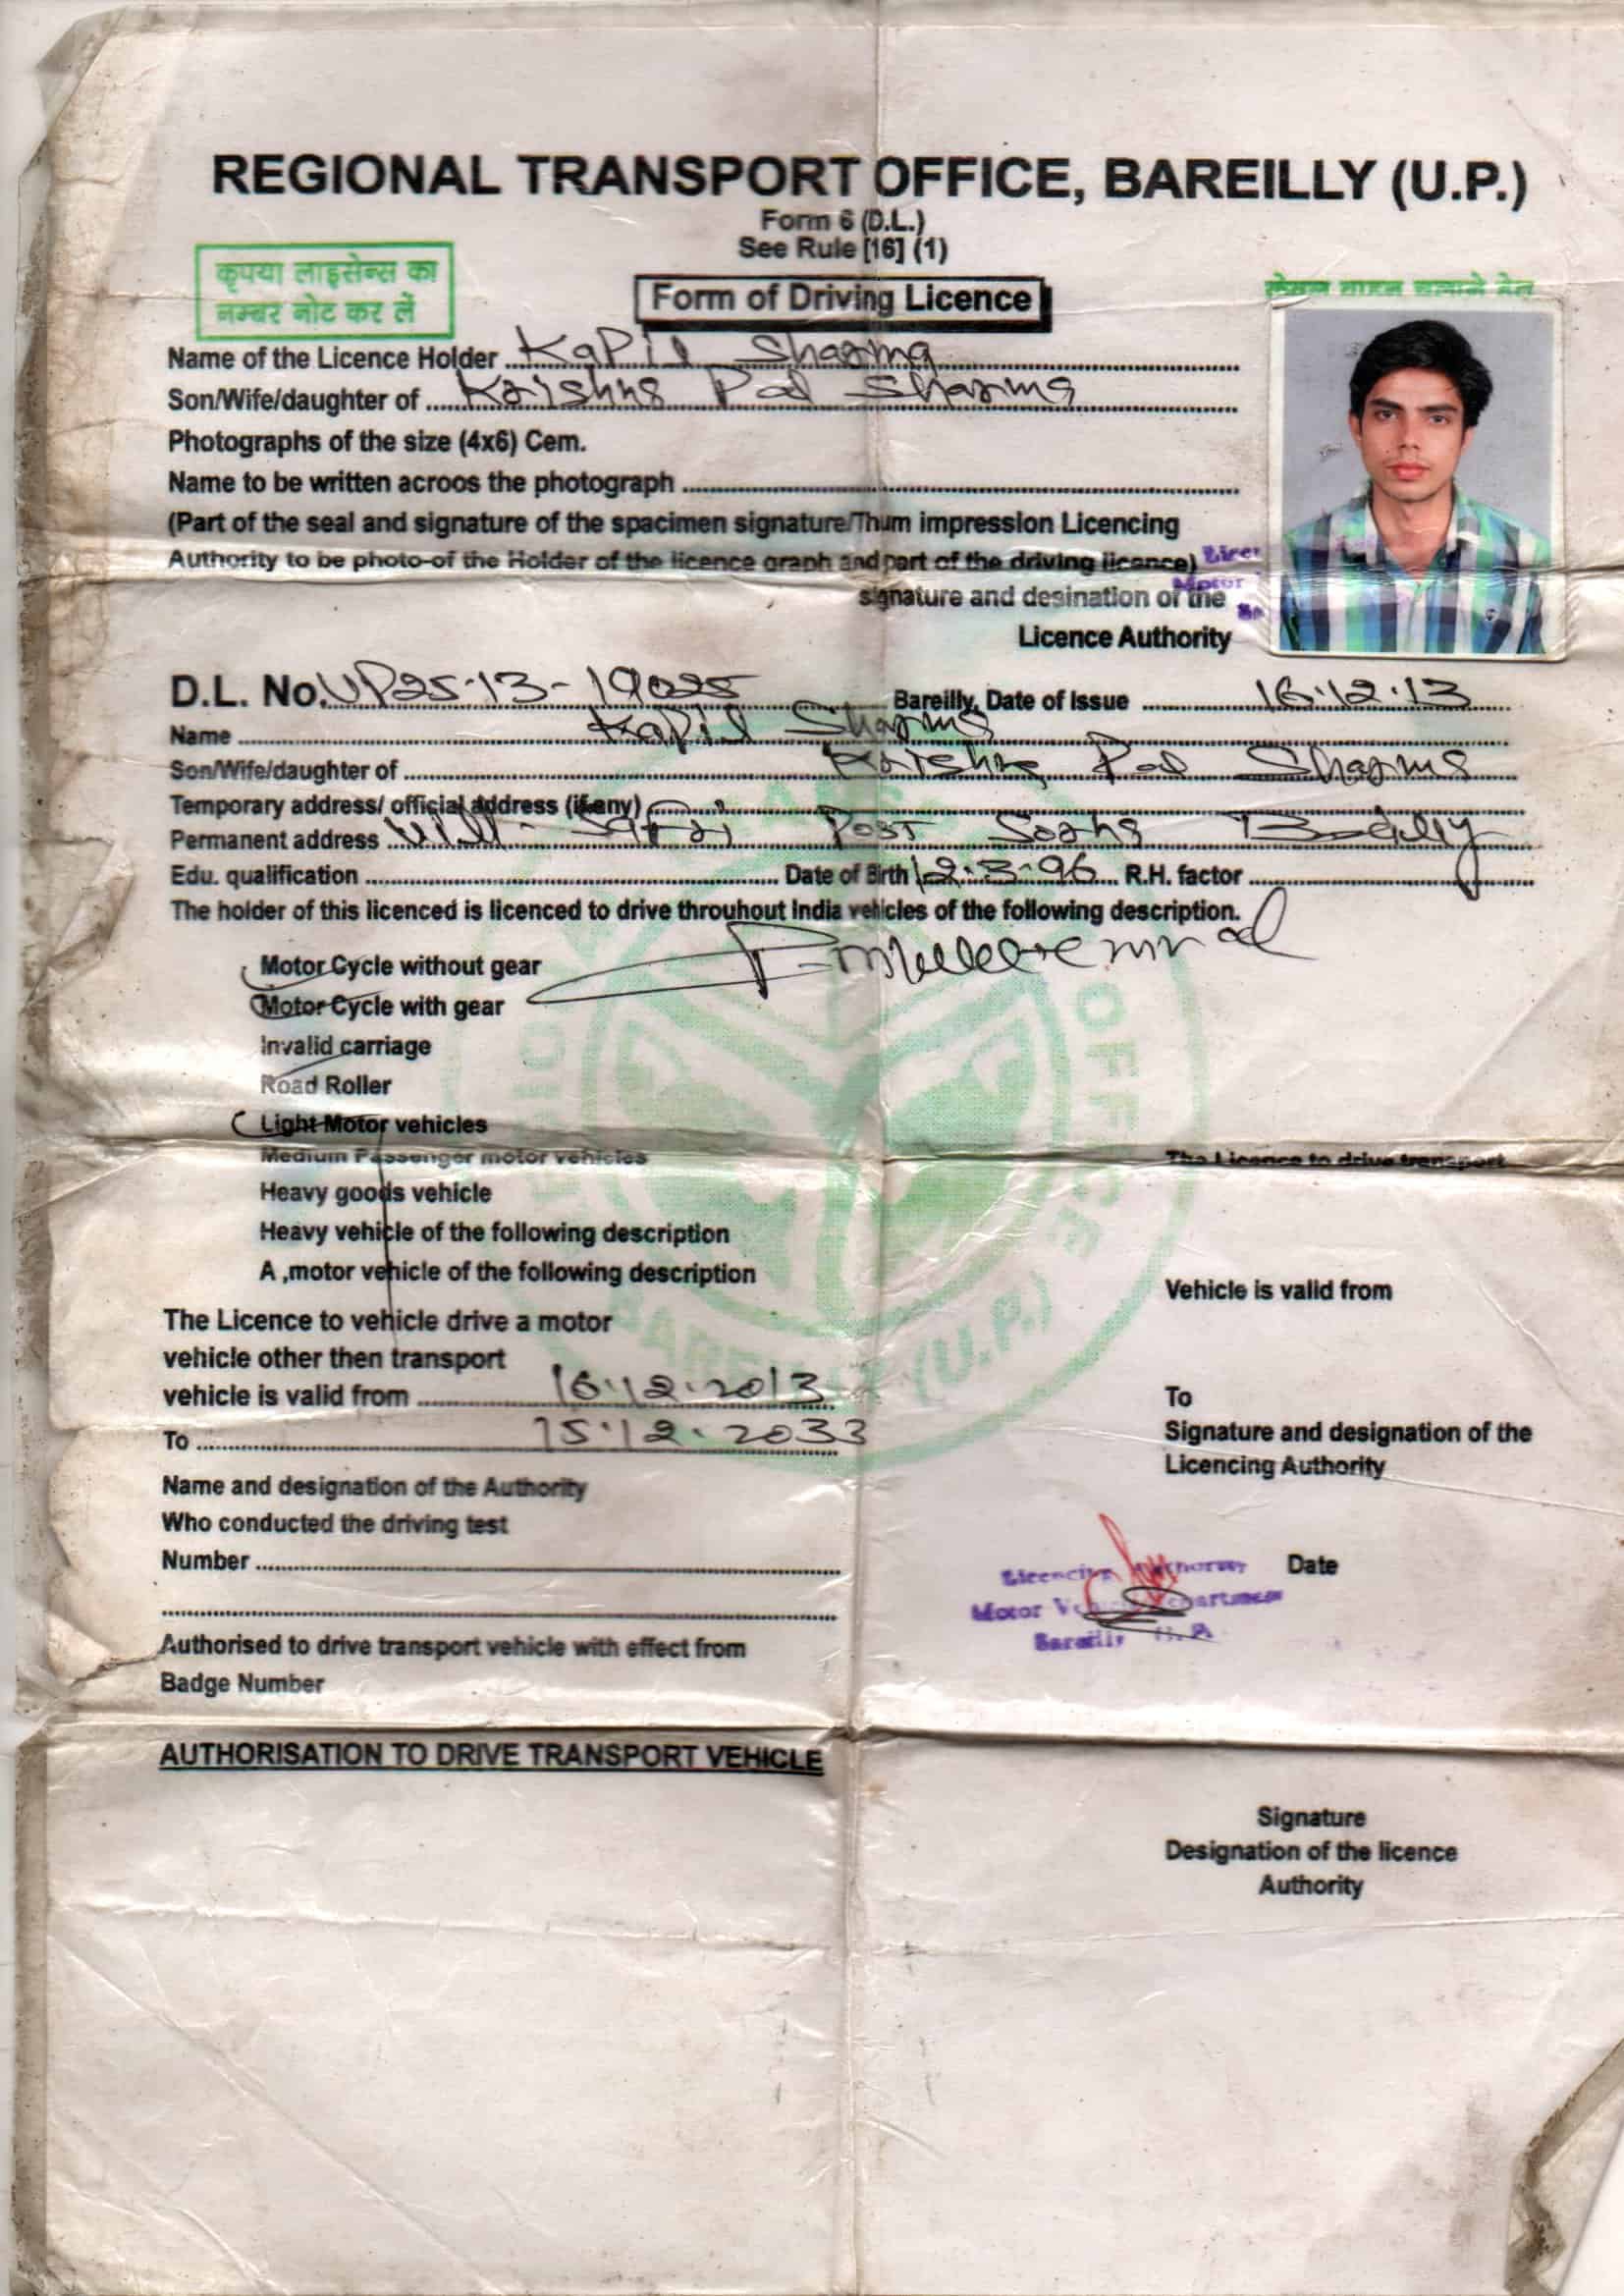 REGIONAL TRANSPORT OFFICE, BAREILLY (U.P.)
Form 6 (D.L.)
See Rule [16] (1)
कृपया लाइसेन्स का
नम्बर नोट कर लें
Form of Driving Licence
Name of the Licence Holder Kapil Sharma
Son/Wife/daughter of Krishna Pal Sharma
Photographs of the size (4x6) Cem.
Name to be written acroos the photograph
(Part of the seal and signature of the spacimen signature/Thum impression Licencing
Authority to be photo-of the Holder of the licence graph and part of the driving licence)
signature and desination of the
Licence Authority
D.L. No. UP25-13-19025 Bareilly, Date of Issue 16.12.13
Name Kapil Sharma
Son/Wife/daughter of Krishna Pal Sharma
Temporary address/ official address (if any)
Permanent address Post Bareilly
Edu. qualification Date of Birth 12-3-96 R.H. factor
The holder of this licenced is licenced to drive throuhout India vehicles of the following description.
Motor Cycle without gear
Motor Cycle with gear
Invalid carriage
Road Roller
Light Motor vehicles
Medium Passenger motor vehicles
The Licence to drive transport
Heavy goods vehicle
Heavy vehicle of the following description
A ,motor vehicle of the following description
Vehicle is valid from
The Licence to vehicle drive a motor
vehicle other then transport
vehicle is valid from 16.12.2013
To 15.12.2033
To
Signature and designation of the
Licencing Authority
Name and designation of the Authority
Who conducted the driving test
Number
Licencing Authority
Motor Vehicle Department
Bareilly U.P.
Date
Authorised to drive transport vehicle with effect from
Badge Number
AUTHORISATION TO DRIVE TRANSPORT VEHICLE
Signature
Designation of the licence
Authority